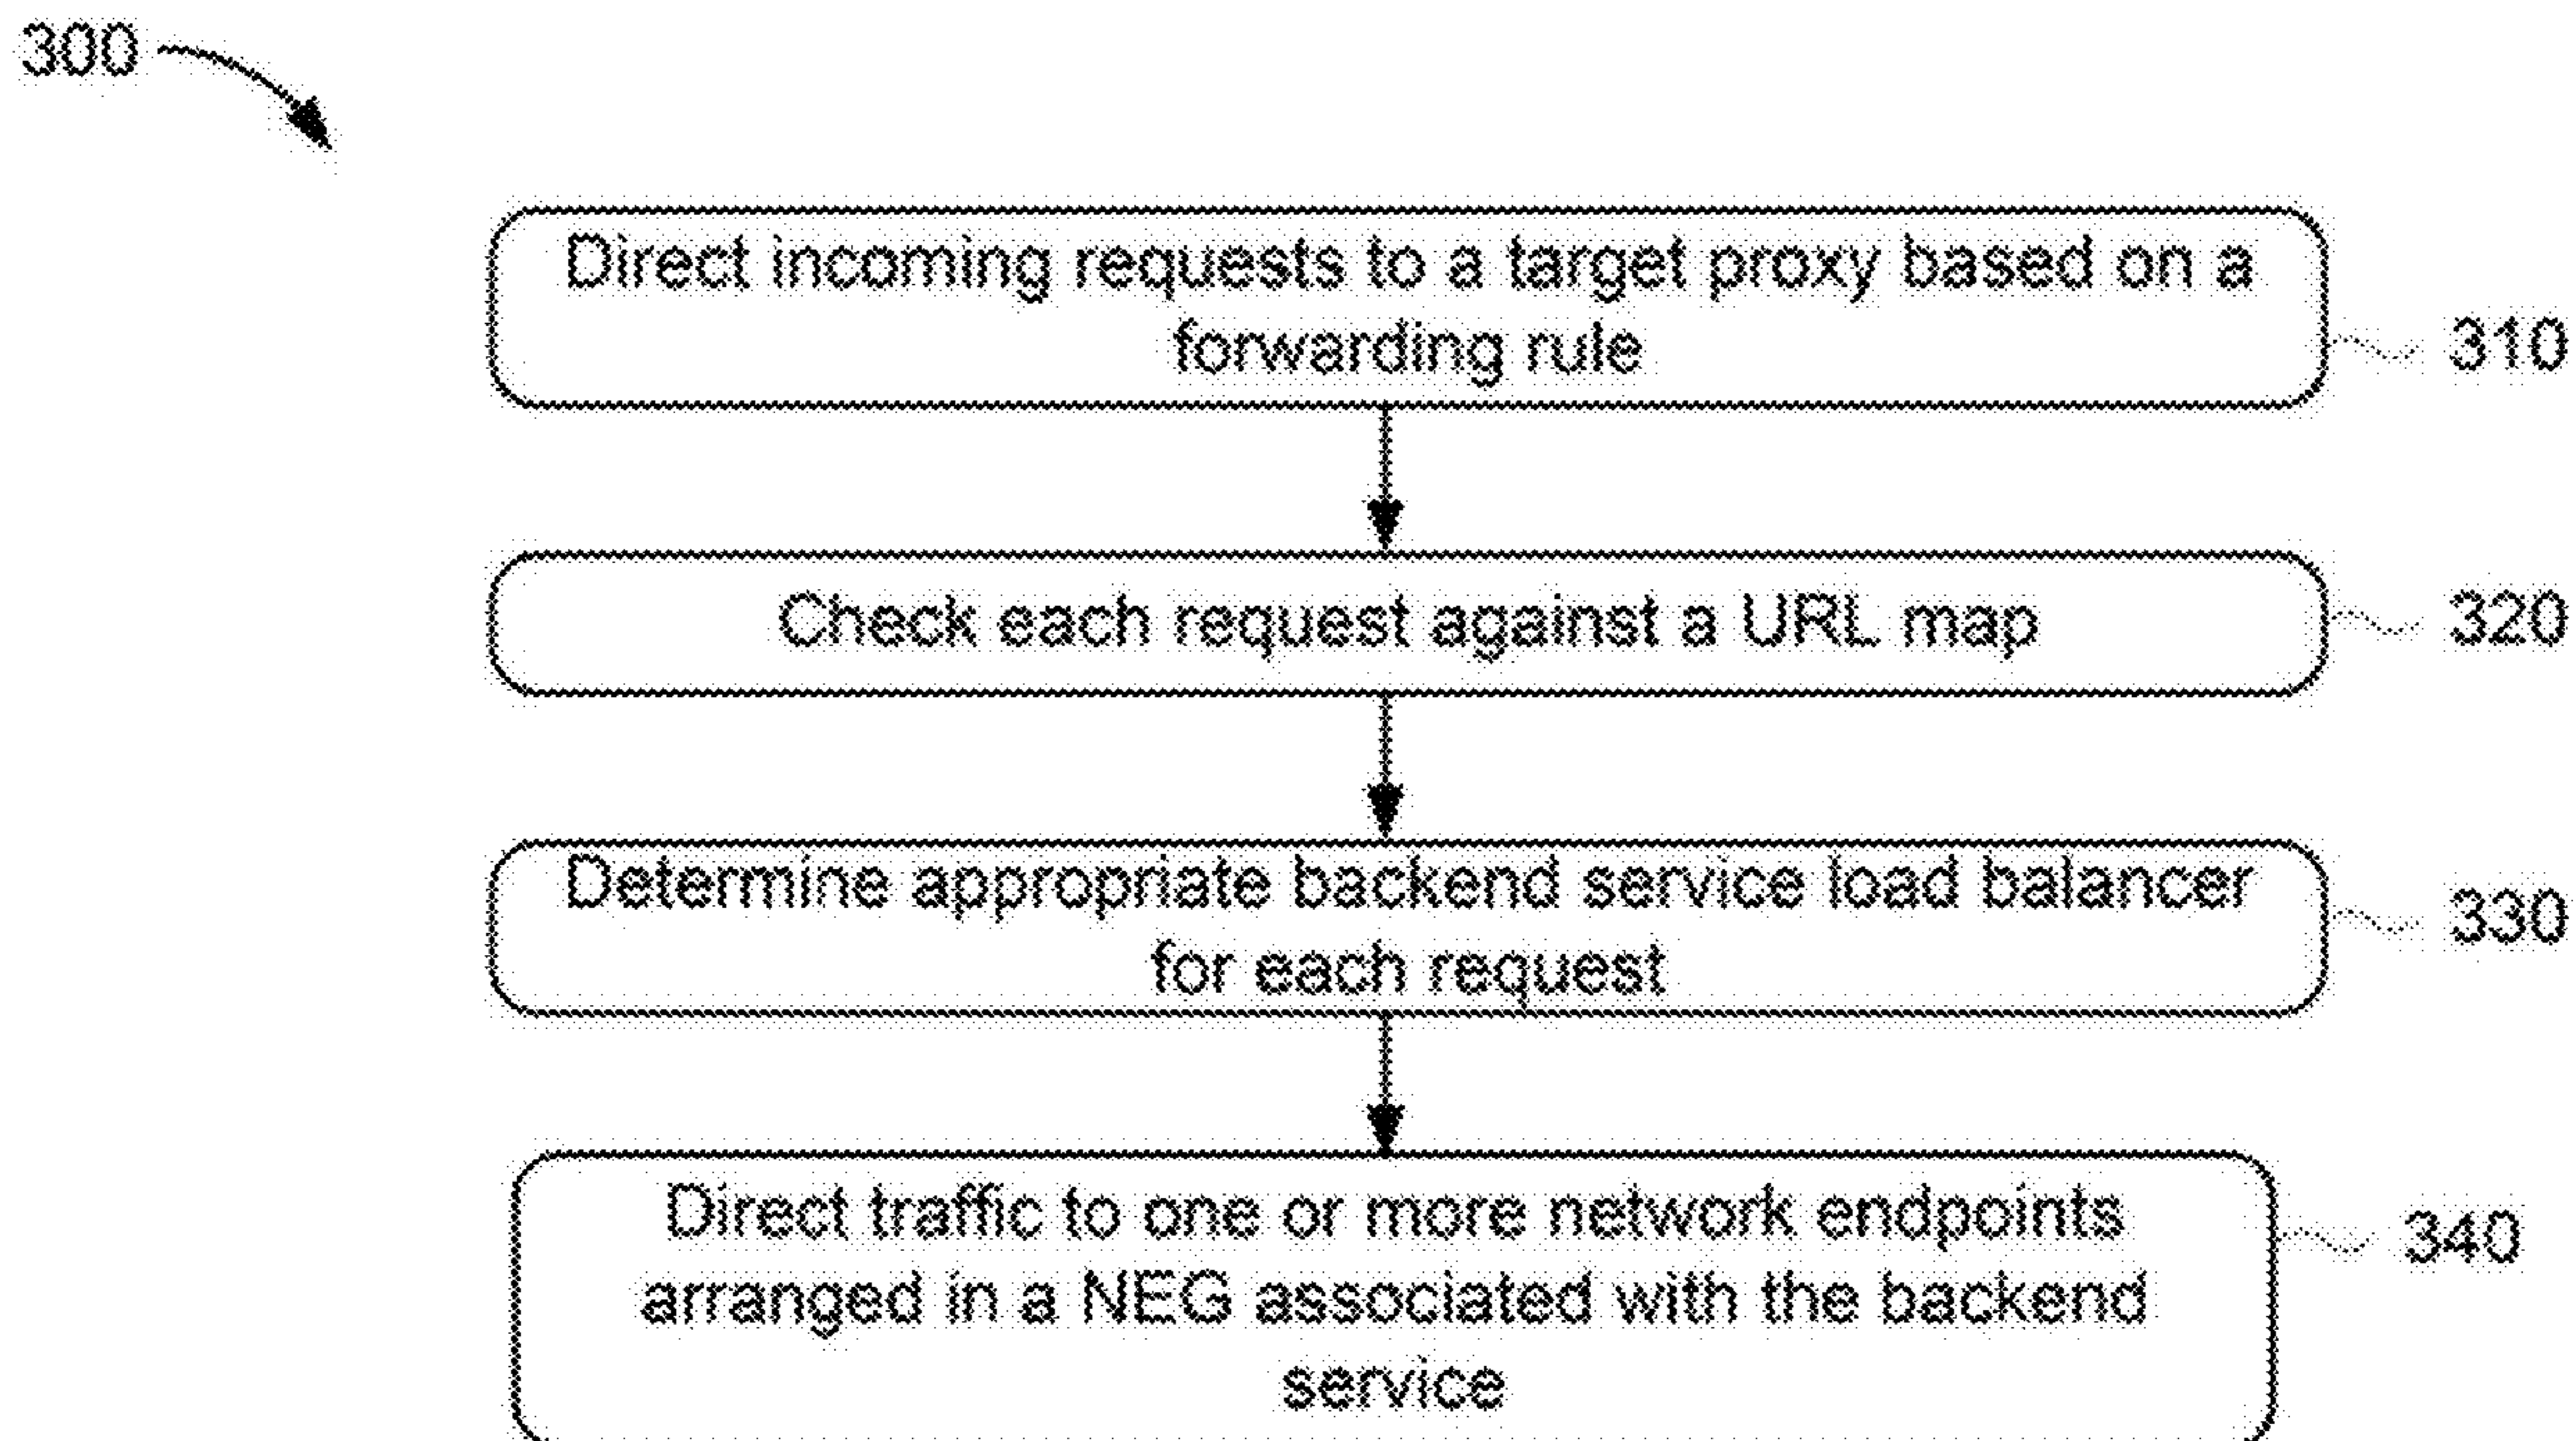 300
Direct incoming requests to a target proxy based on a
forwarding rule
310
Check each request against a URL map
320
Determine appropriate backend service load balancer
for each request
330
Direct traffic to one or more network endpoints
arranged in a NEG associated with the backend
service
340